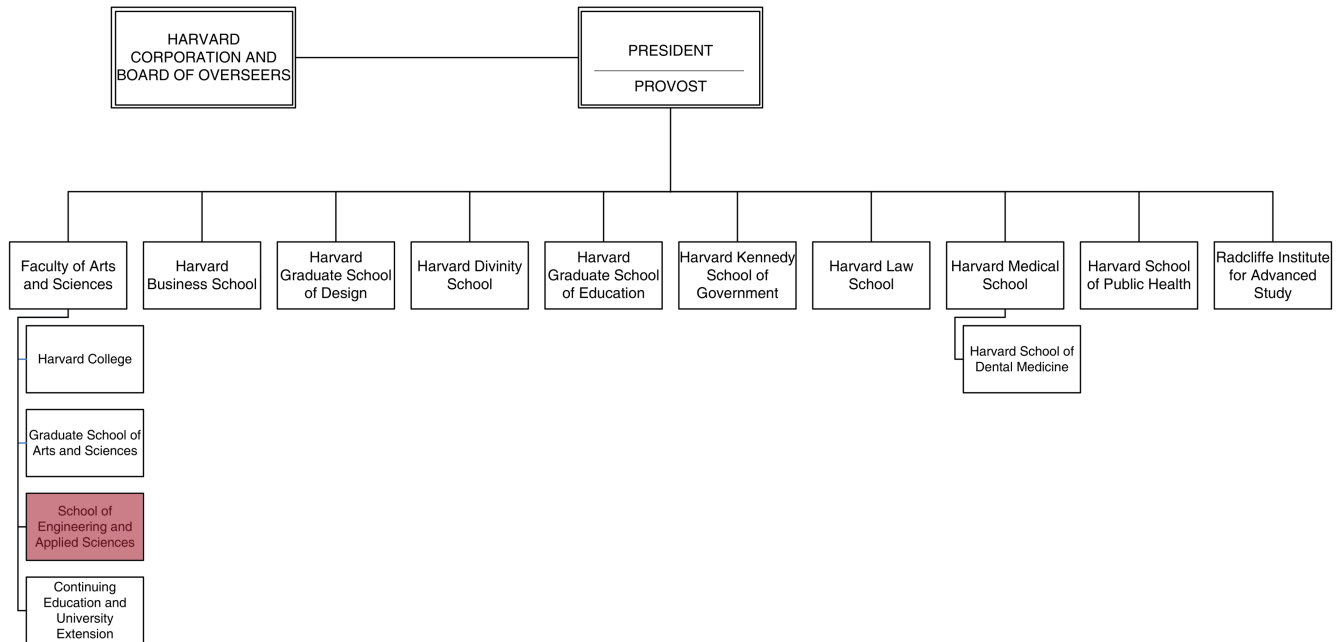 HARVARD
CORPORATION AND
BOARD OF OVERSEERS
PRESIDENT
PROVOST
Faculty of Arts
and Sciences
Harvard
Business School
Harvard
Graduate School
of Design
Harvard Divinity
School
Harvard
Graduate School
of Education
Harvard Kennedy
School of
Government
Harvard Law
School
Harvard Medical
School
Harvard School
of Public Health
Radcliffe Institute
for Advanced
Study
Harvard College
Graduate School of
Arts and Sciences
School of
Engineering and
Applied Sciences
Continuing
Education and
University
Extension
Harvard School of
Dental Medicine